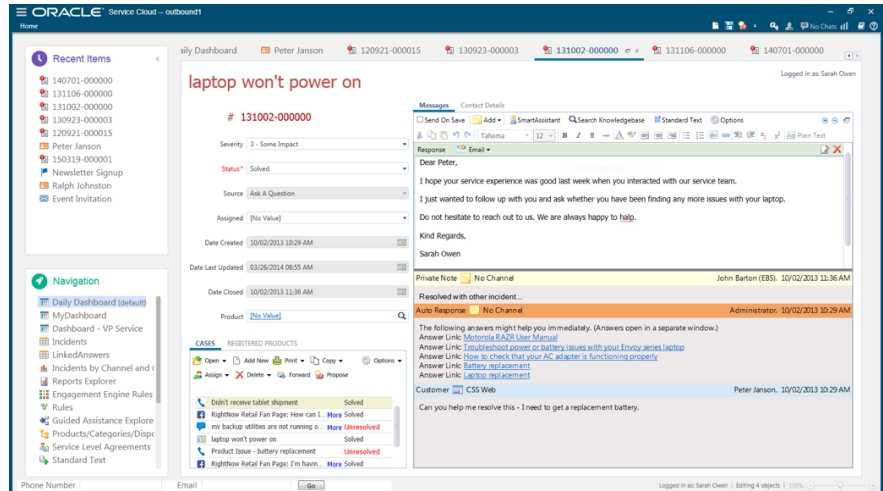 ORACLE Service Cloud – outbound1
Home
No Chats
Recent Items
140701-000000
131106-000000
131002-000000
130923-000003
120921-000015
Peter Janson
150319-000001
Newsletter Signup
Ralph Johnston
Event Invitation
Navigation
Daily Dashboard (default)
MyDashboard
Dashboard - VP Service
Incidents
LinkedAnswers
Incidents by Channel and
Reports Explorer
Engagement Engine Rules
Rules
Guided Assistance Explore
Products/Categories/Dispo
Service Level Agreements
Standard Text
aily Dashboard Peter Janson 120921-000015 130923-000003 131002-000000 131106-000000 140701-000000
Logged in as: Sarah Owen
laptop won't power on
# 131002-000000
Severity 3 - Some Impact
Status* Solved
Source Ask A Question
Assigned [No Value]
Date Created 10/02/2013 10:29 AM
Date Last Updated 03/26/2014 08:55 AM
Date Closed 10/02/2013 11:36 AM
Product [No Value]
CASES REGISTERED PRODUCTS
Open Add New Print Copy Options
Assign Delete Forward Propose
Didn't receive tablet shipment Solved
RightNow Retail Fan Page: How can I... More Solved
my backup utilities are not running o... More Unresolved
laptop won't power on Solved
Product Issue - battery replacement Unresolved
RightNow Retail Fan Page: I'm havin... More Solved
Messages Contact Details
Send On Save Add SmartAssistant Search Knowledgebase Standard Text Options
Tahoma 12 B I Plain Text
Response Email
Dear Peter,
I hope your service experience was good last week when you interacted with our service team.
I just wanted to follow up with you and ask whether you have been finding any more issues with your laptop.
Do not hesitate to reach out to us. We are always happy to halp.
Kind Regards,
Sarah Owen
Private Note No Channel John Barton (EBS), 10/02/2013 11:36 AM
Resolved with other incident...
Auto Response No Channel Administrator, 10/02/2013 10:29 AM
The following answers might help you immediately. (Answers open in a separate window.)
Answer Link: Motorola RAZR User Manual
Answer Link: Troubleshoot power or battery issues with your Envoy series laptop
Answer Link: How to check that your AC adapter is functioning properly
Answer Link: Battery replacement
Answer Link: Laptop replacement
Customer CSS Web Peter Janson, 10/02/2013 10:29 AM
Can you help me resolve this - I need to get a replacement battery.
Phone Number Email Go
Logged in as: Sarah Owen | Editing 4 objects | 100%